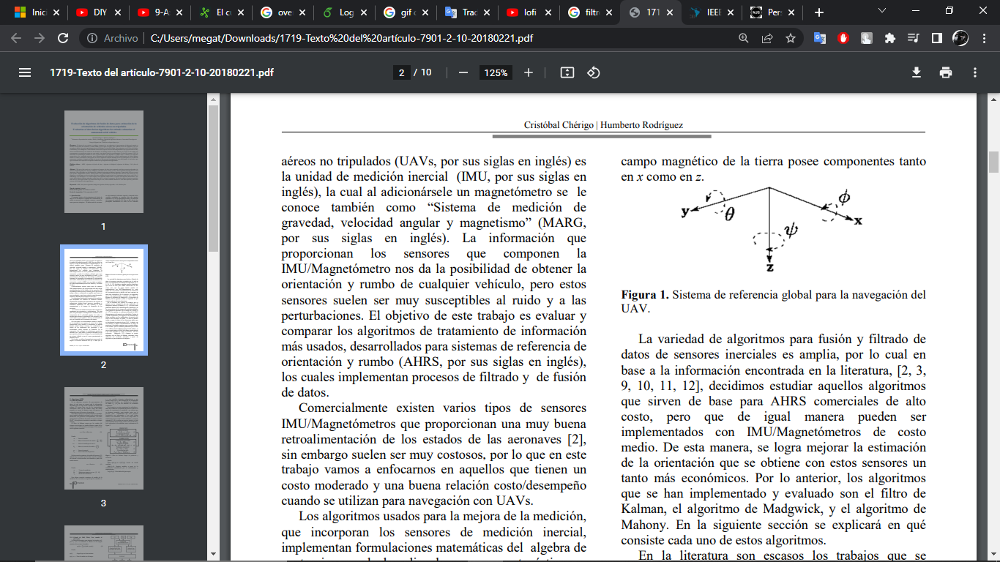 Inici
DIY
9-A
El c
ove
Log
gif
Trad
lofi
filtr
171
IEEE
Pers
Archivo
C:/Users/megat/Downloads/1719-Texto%20del%20artículo-7901-2-10-20180221.pdf
1719-Texto del artículo-7901-2-10-20180221.pdf
2 / 10
125%
1
2
3
Cristóbal Chérigo | Humberto Rodríguez
aéreos no tripulados (UAVs, por sus siglas en inglés) es
la unidad de medición inercial (IMU, por sus siglas en
inglés), la cual al adicionársele un magnetómetro se le
conoce también como “Sistema de medición de
gravedad, velocidad angular y magnetismo” (MARG,
por sus siglas en inglés). La información que
proporcionan los sensores que componen la
IMU/Magnetómetro nos da la posibilidad de obtener la
orientación y rumbo de cualquier vehículo, pero estos
sensores suelen ser muy susceptibles al ruido y a las
perturbaciones. El objetivo de este trabajo es evaluar y
comparar los algoritmos de tratamiento de información
más usados, desarrollados para sistemas de referencia de
orientación y rumbo (AHRS, por sus siglas en inglés),
los cuales implementan procesos de filtrado y de fusión
de datos.
Comercialmente existen varios tipos de sensores
IMU/Magnetómetros que proporcionan una muy buena
retroalimentación de los estados de las aeronaves [2],
sin embargo suelen ser muy costosos, por lo que en este
trabajo vamos a enfocarnos en aquellos que tienen un
costo moderado y una buena relación costo/desempeño
cuando se utilizan para navegación con UAVs.
Los algoritmos usados para la mejora de la medición,
que incorporan los sensores de medición inercial,
implementan formulaciones matemáticas del algebra de
campo magnético de la tierra posee componentes tanto
en x como en z.
y
θ
ϕ
x
ψ
z
Figura 1. Sistema de referencia global para la navegación del
UAV.
La variedad de algoritmos para fusión y filtrado de
datos de sensores inerciales es amplia, por lo cual en
base a la información encontrada en la literatura, [2, 3,
9, 10, 11, 12], decidimos estudiar aquellos algoritmos
que sirven de base para AHRS comerciales de alto
costo, pero que de igual manera pueden ser
implementados con IMU/Magnetómetros de costo
medio. De esta manera, se logra mejorar la estimación
de la orientación que se obtiene con estos sensores un
tanto más económicos. Por lo anterior, los algoritmos
que se han implementado y evaluado son el filtro de
Kalman, el algoritmo de Madgwick, y el algoritmo de
Mahony. En la siguiente sección se explicará en qué
consiste cada uno de estos algoritmos.
En la literatura son escasos los trabajos que se